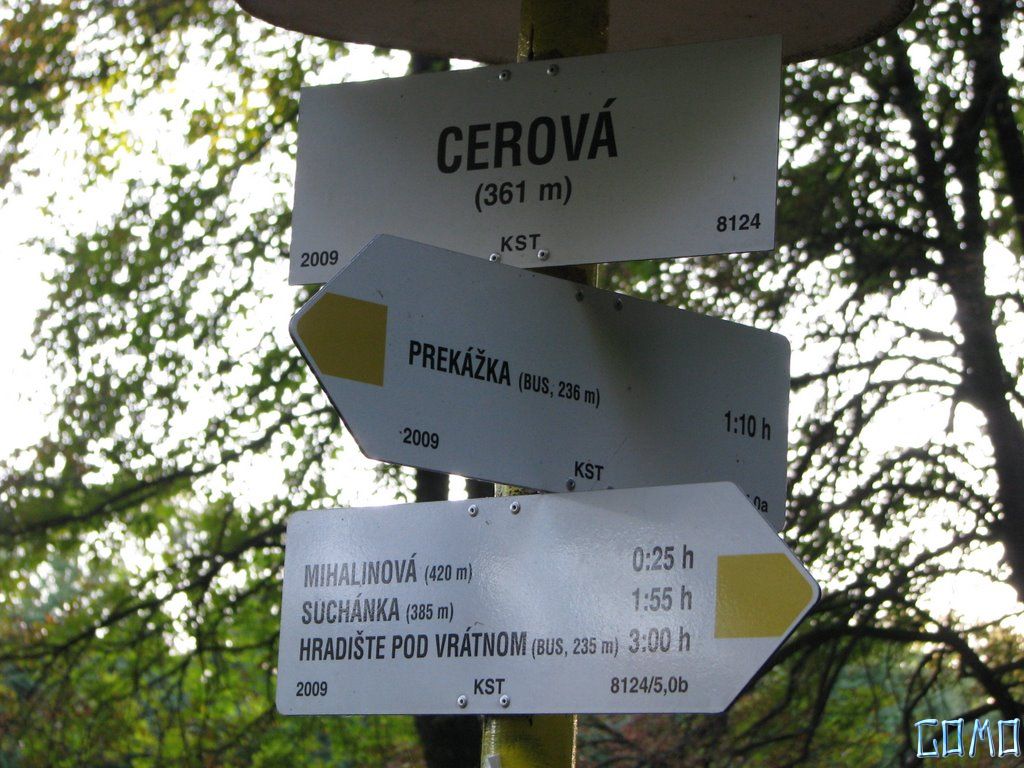 CEROVÁ
(361 m)
2009 KST 8124
PREKÁŽKA (BUS, 236 m) 1:10 h
2009 KST 0a
MIHALINOVÁ (420 m) 0:25 h
SUCHÁNKA (385 m) 1:55 h
HRADIŠTE POD VRÁTNOM (BUS, 235 m) 3:00 h
2009 KST 8124/5,0b
GOMO